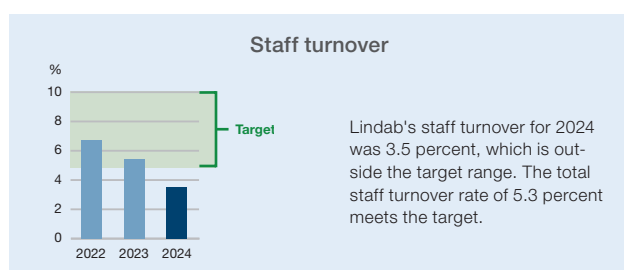 Staff turnover
%
10
8
6
4
2
0
Target
2022 2023 2024
Lindab's staff turnover for 2024
was 3.5 percent, which is out-
side the target range. The total
staff turnover rate of 5.3 percent
meets the target.